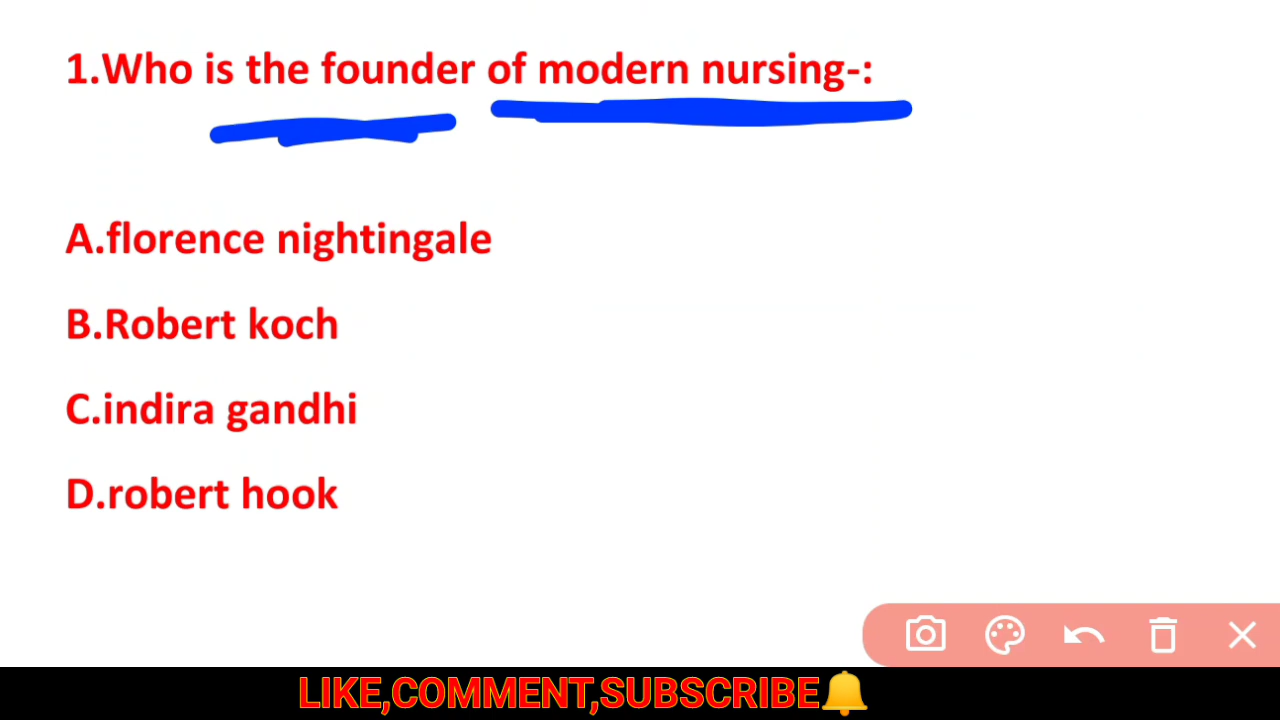 1.Who is the founder of modern nursing-:
A.florence nightingale
B.Robert koch
C.indira gandhi
D.robert hook
LIKE,COMMENT,SUBSCRIBE🔔